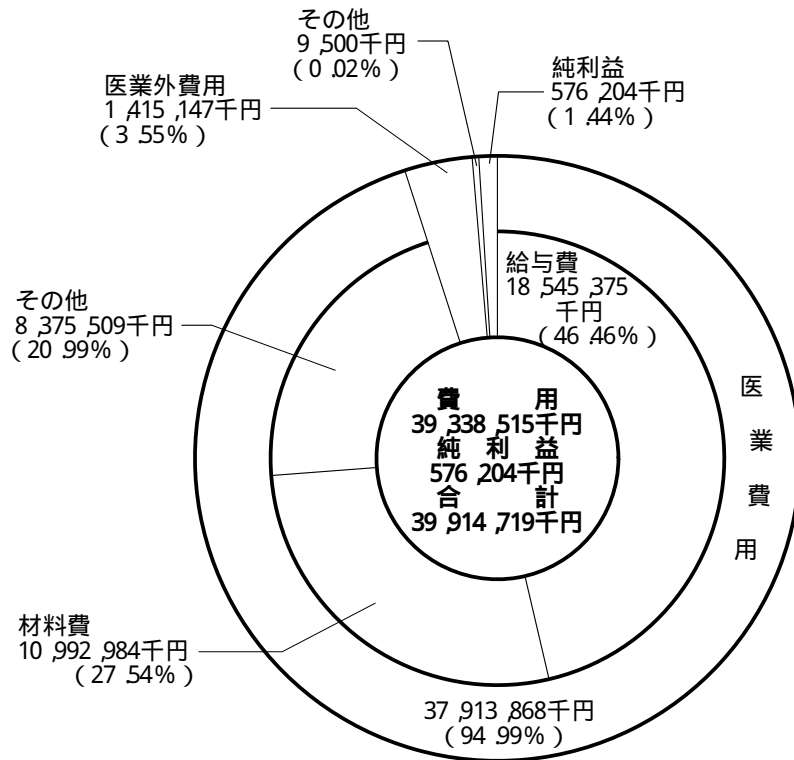 その他
9,500千円
(0.02%)
純利益
576,204千円
(1.44%)
医業外費用
1,415,147千円
(3.55%)
給与費
18,545,375
千円
(46.46%)
その他
8,375,509千円
(20.99%)
費 用
39,338,515千円
純 利 益
576,204千円
合 計
39,914,719千円
医業費用
材料費
10,992,984千円
(27.54%)
37,913,868千円
(94.99%)